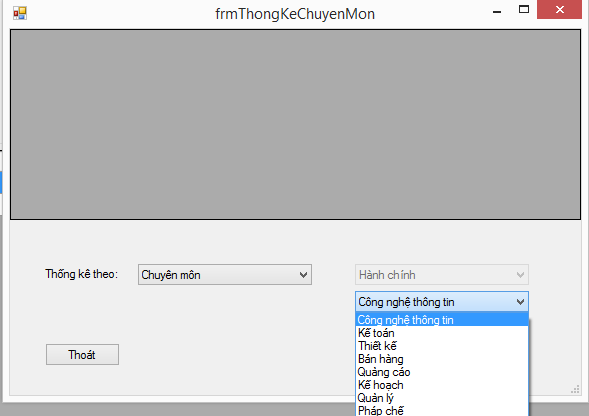 frmThongKeChuyenMon
Thống kê theo:
Chuyên môn
Hành chính
Công nghệ thông tin
Công nghệ thông tin
Kế toán
Thiết kế
Bán hàng
Quảng cáo
Kế hoạch
Quản lý
Pháp chế
Thoát